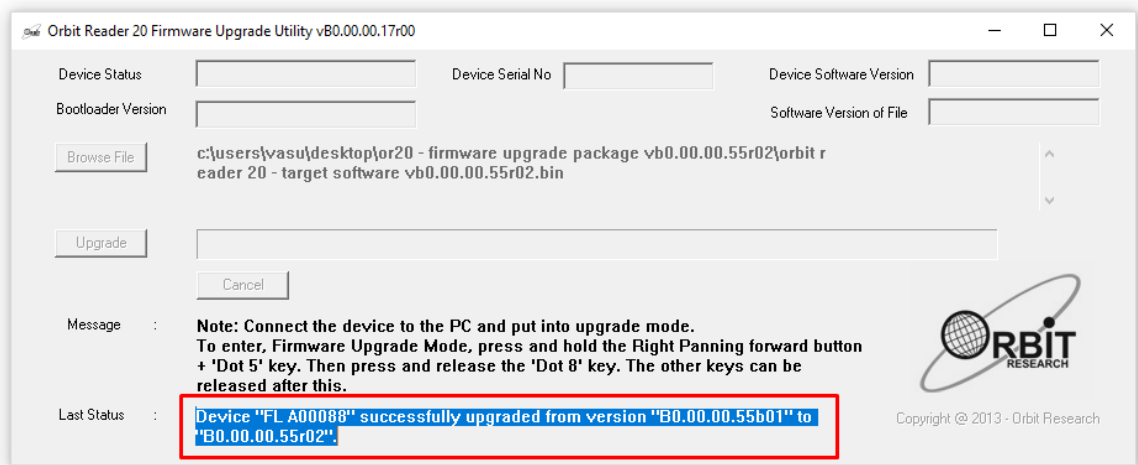 Orbit Reader 20 Firmware Upgrade Utility vB0.00.00.17r00
Device Status
Device Serial No
Device Software Version
Bootloader Version
Software Version of File
Browse File
c:\users\vasu\desktop\or20 - firmware upgrade package vb0.00.00.55r02\orbit r
eader 20 - target software vb0.00.00.55r02.bin
Upgrade
Cancel
Message :
Note: Connect the device to the PC and put into upgrade mode.
To enter, Firmware Upgrade Mode, press and hold the Right Panning forward button
+ 'Dot 5' key. Then press and release the 'Dot 8' key. The other keys can be
released after this.
ORBIT
RESEARCH
Last Status :
Device "FL A00088" successfully upgraded from version "B0.00.00.55b01" to
"B0.00.00.55r02".
Copyright @ 2013 - Orbit Research